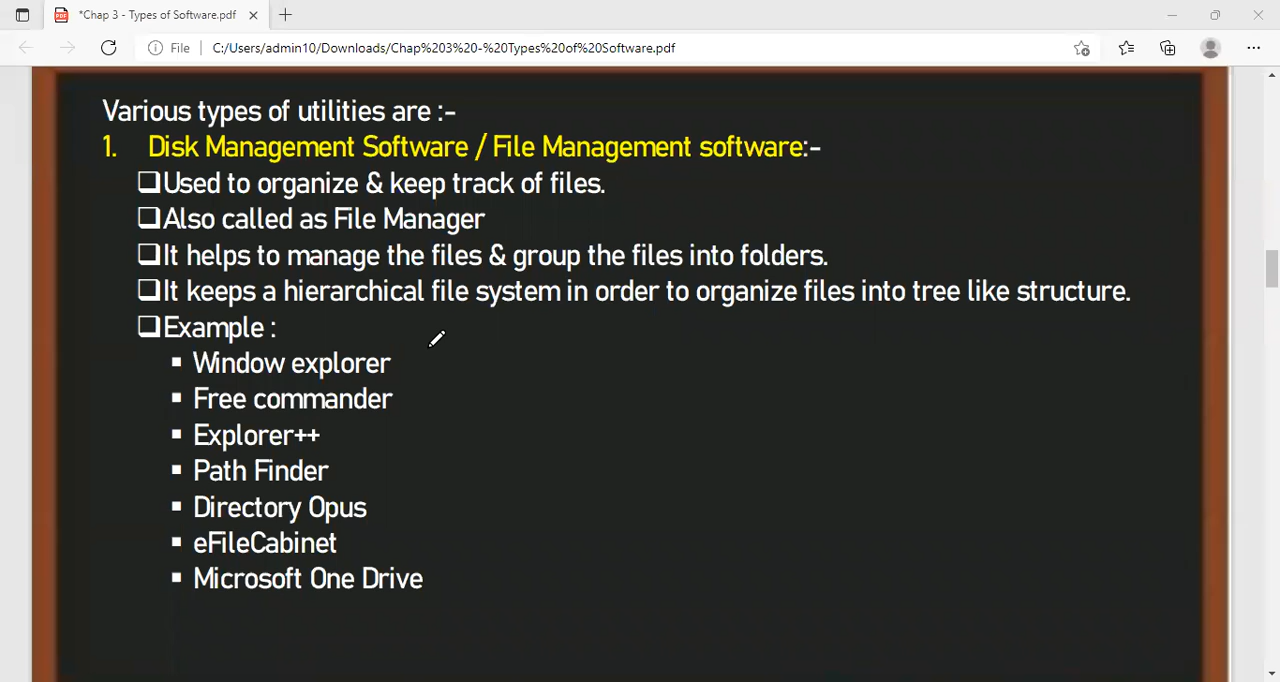 *Chap 3 - Types of Software.pdf
File
C:/Users/admin10/Downloads/Chap%203%20-%20Types%20of%20Software.pdf
Various types of utilities are :-
1. Disk Management Software / File Management software:-
❑Used to organize & keep track of files.
❑Also called as File Manager
❑It helps to manage the files & group the files into folders.
❑It keeps a hierarchical file system in order to organize files into tree like structure.
❑Example :
▪ Window explorer
▪ Free commander
▪ Explorer++
▪ Path Finder
▪ Directory Opus
▪ eFileCabinet
▪ Microsoft One Drive